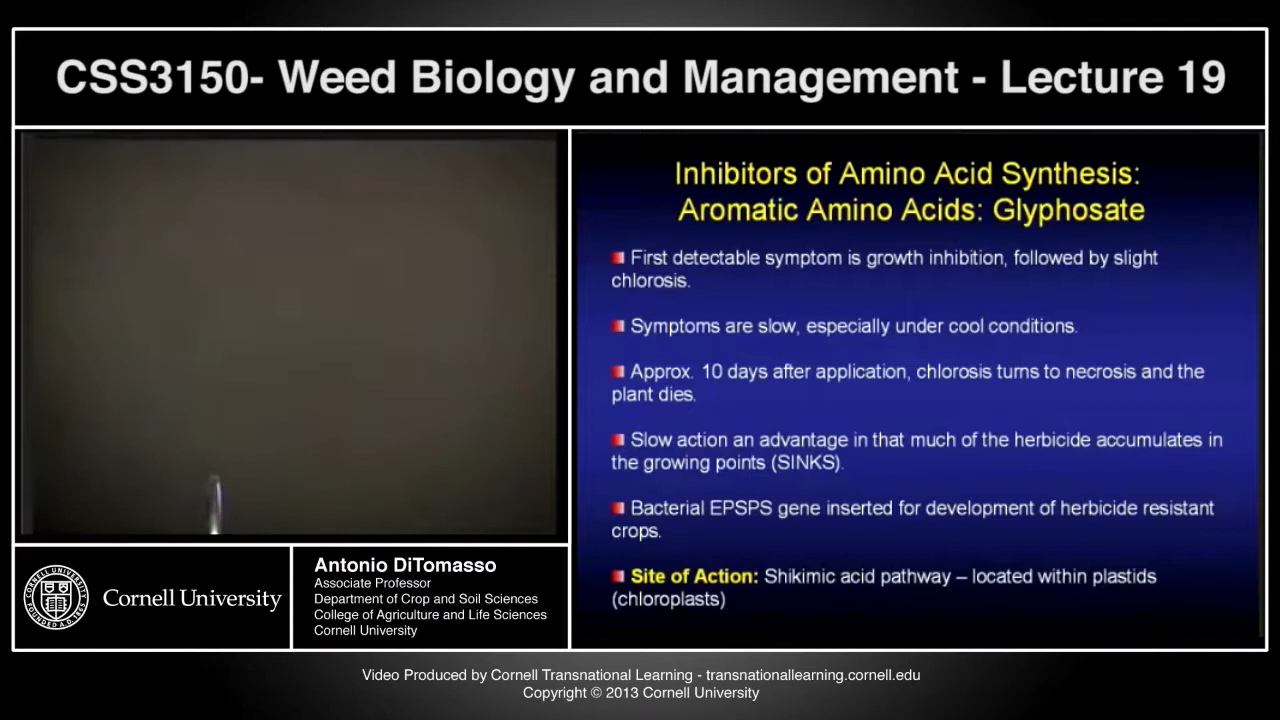 CSS3150- Weed Biology and Management - Lecture 19
Inhibitors of Amino Acid Synthesis:
Aromatic Amino Acids: Glyphosate
First detectable symptom is growth inhibition, followed by slight
chlorosis.
Symptoms are slow, especially under cool conditions.
Approx. 10 days after application, chlorosis turns to necrosis and the
plant dies.
Slow action an advantage in that much of the herbicide accumulates in
the growing points (SINKS).
Bacterial EPSPS gene inserted for development of herbicide resistant
crops.
Site of Action: Shikimic acid pathway – located within plastids
(chloroplasts)
Cornell University
Antonio DiTomasso
Associate Professor
Department of Crop and Soil Sciences
College of Agriculture and Life Sciences
Cornell University
Video Produced by Cornell Transnational Learning - transnationallearning.cornell.edu
Copyright © 2013 Cornell University